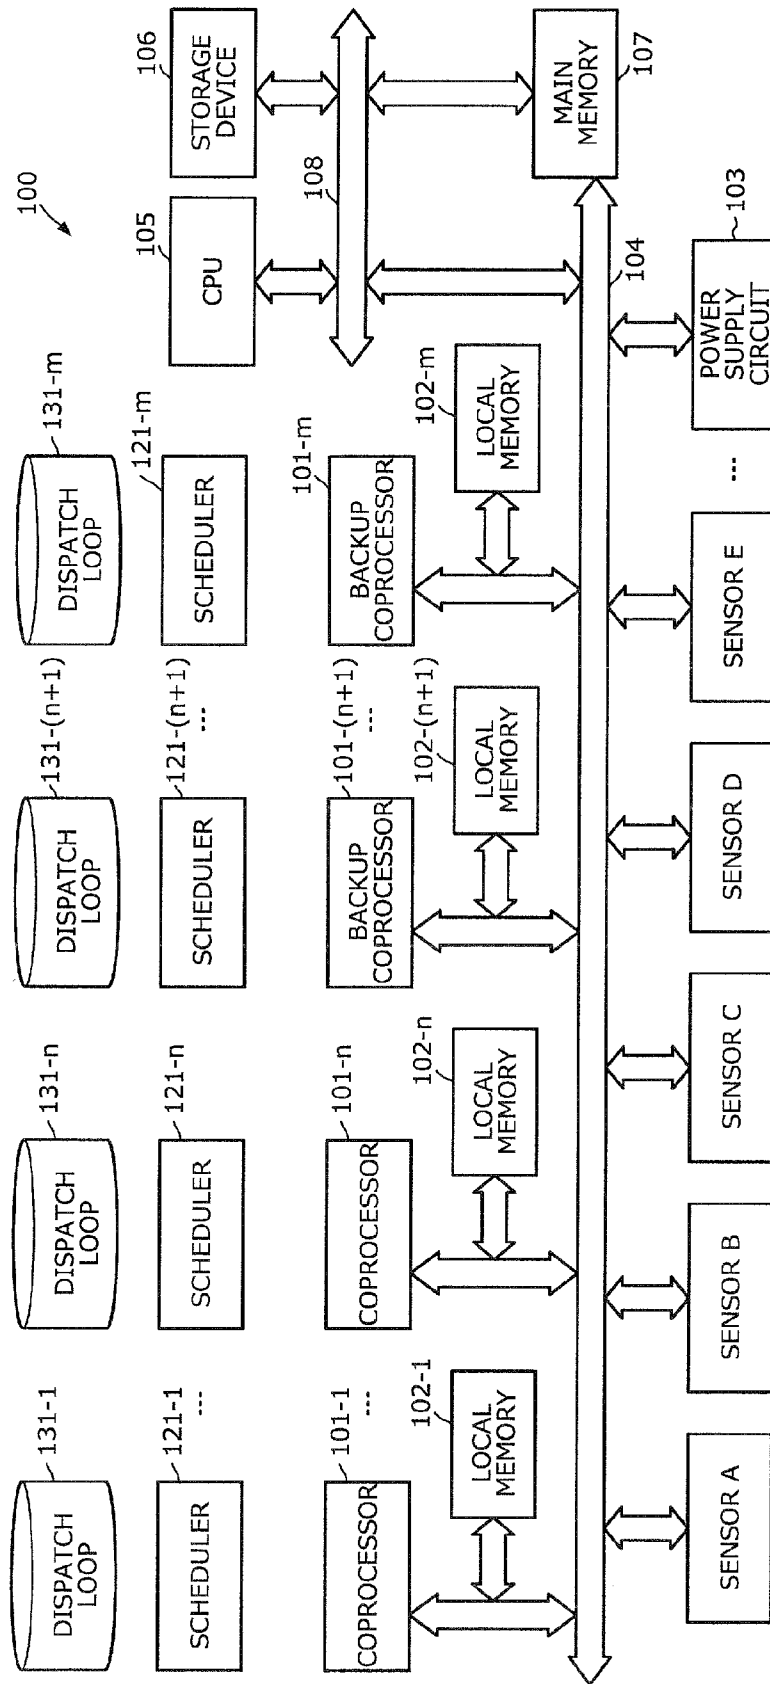 100
131-1
DISPATCH
LOOP
131-n
DISPATCH
LOOP
131-(n+1)
DISPATCH
LOOP
131-m
DISPATCH
LOOP
121-1
SCHEDULER
---
121-n
SCHEDULER
121-(n+1)
SCHEDULER
---
121-m
SCHEDULER
105
CPU
106
STORAGE
DEVICE
108
101-1
COPROCESSOR
---
101-n
COPROCESSOR
101-(n+1)
BACKUP
COPROCESSOR
---
101-m
BACKUP
COPROCESSOR
102-1
LOCAL
MEMORY
102-n
LOCAL
MEMORY
102-(n+1)
LOCAL
MEMORY
102-m
LOCAL
MEMORY
MAIN
MEMORY
107
104
SENSOR A
SENSOR B
SENSOR C
SENSOR D
SENSOR E
---
103
POWER
SUPPLY
CIRCUIT